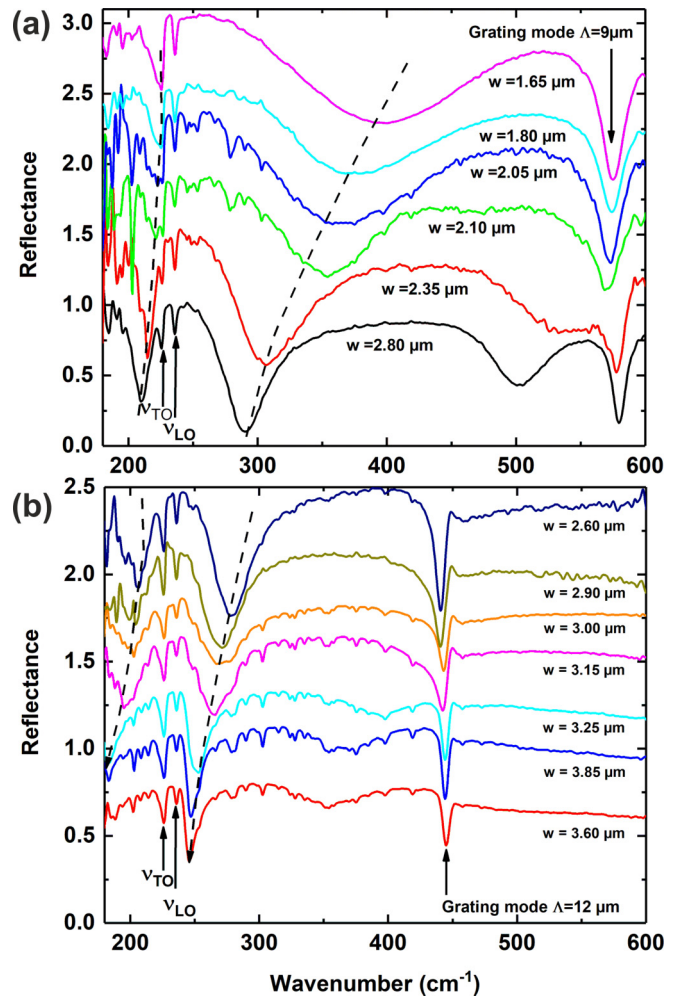 (a)
3.0
2.5
2.0
1.5
1.0
0.5
0.0
Reflectance
Grating mode Λ=9μm
w = 1.65 μm
w = 1.80 μm
w = 2.05 μm
w = 2.10 μm
w = 2.35 μm
w =2.80 μm
νTO
νLO
200 300 400 500 600
(b)
2.5
2.0
1.5
1.0
0.5
0.0
Reflectance
w = 2.60 μm
w = 2.90 μm
w = 3.00 μm
w = 3.15 μm
w = 3.25 μm
w = 3.85 μm
w = 3.60 μm
νTO
νLO
Grating mode Λ=12 μm
200 300 400 500 600
Wavenumber (cm⁻¹)